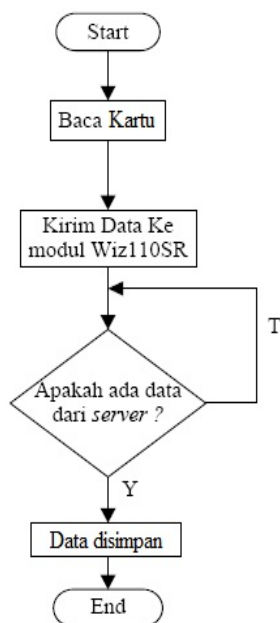 Start
Baca Kartu
Kirim Data Ke
modul Wiz110SR
T
Apakah ada data
dari server ?
Y
Data disimpan
End